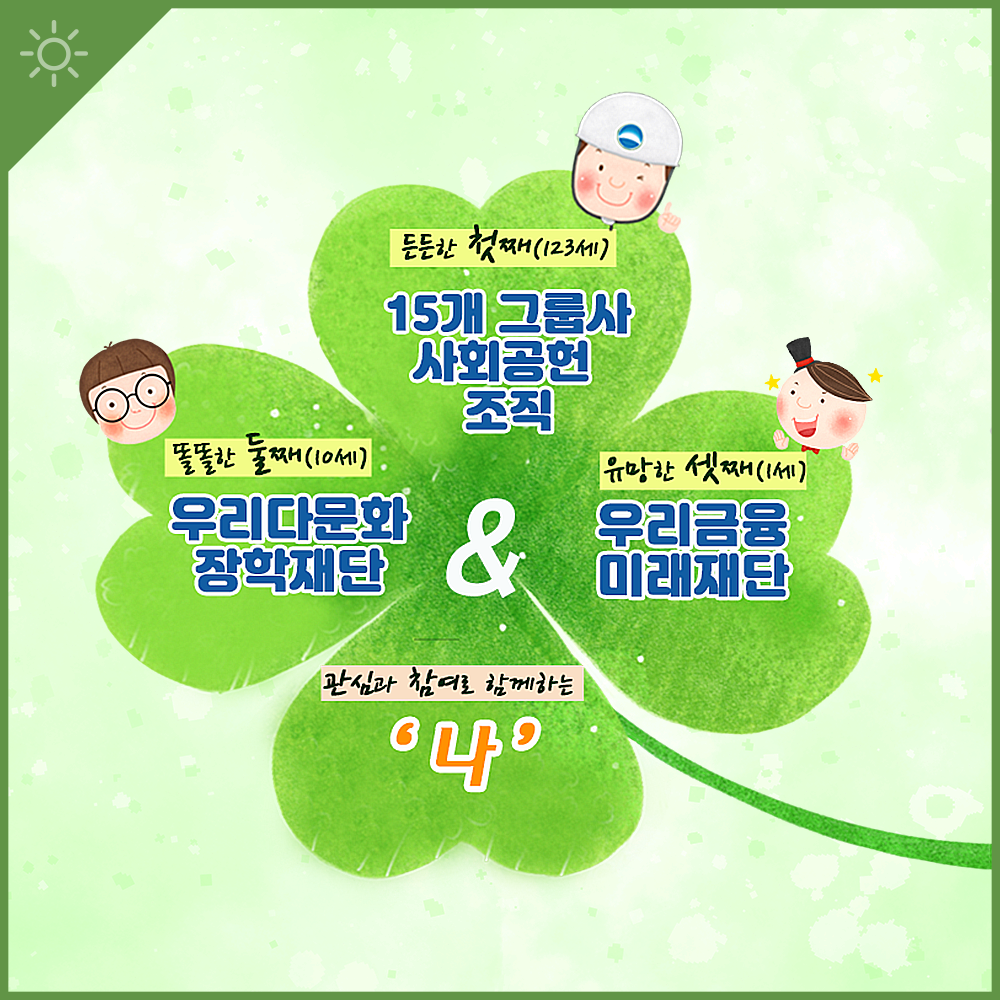 든든한 첫째(123세)
15개 그룹사
사회공헌
조직
똘똘한 둘째(10세)
우리다문화
장학재단
&
유망한 셋째(1세)
우리금융
미래재단
관심과 참여로 함께하는
‘나’